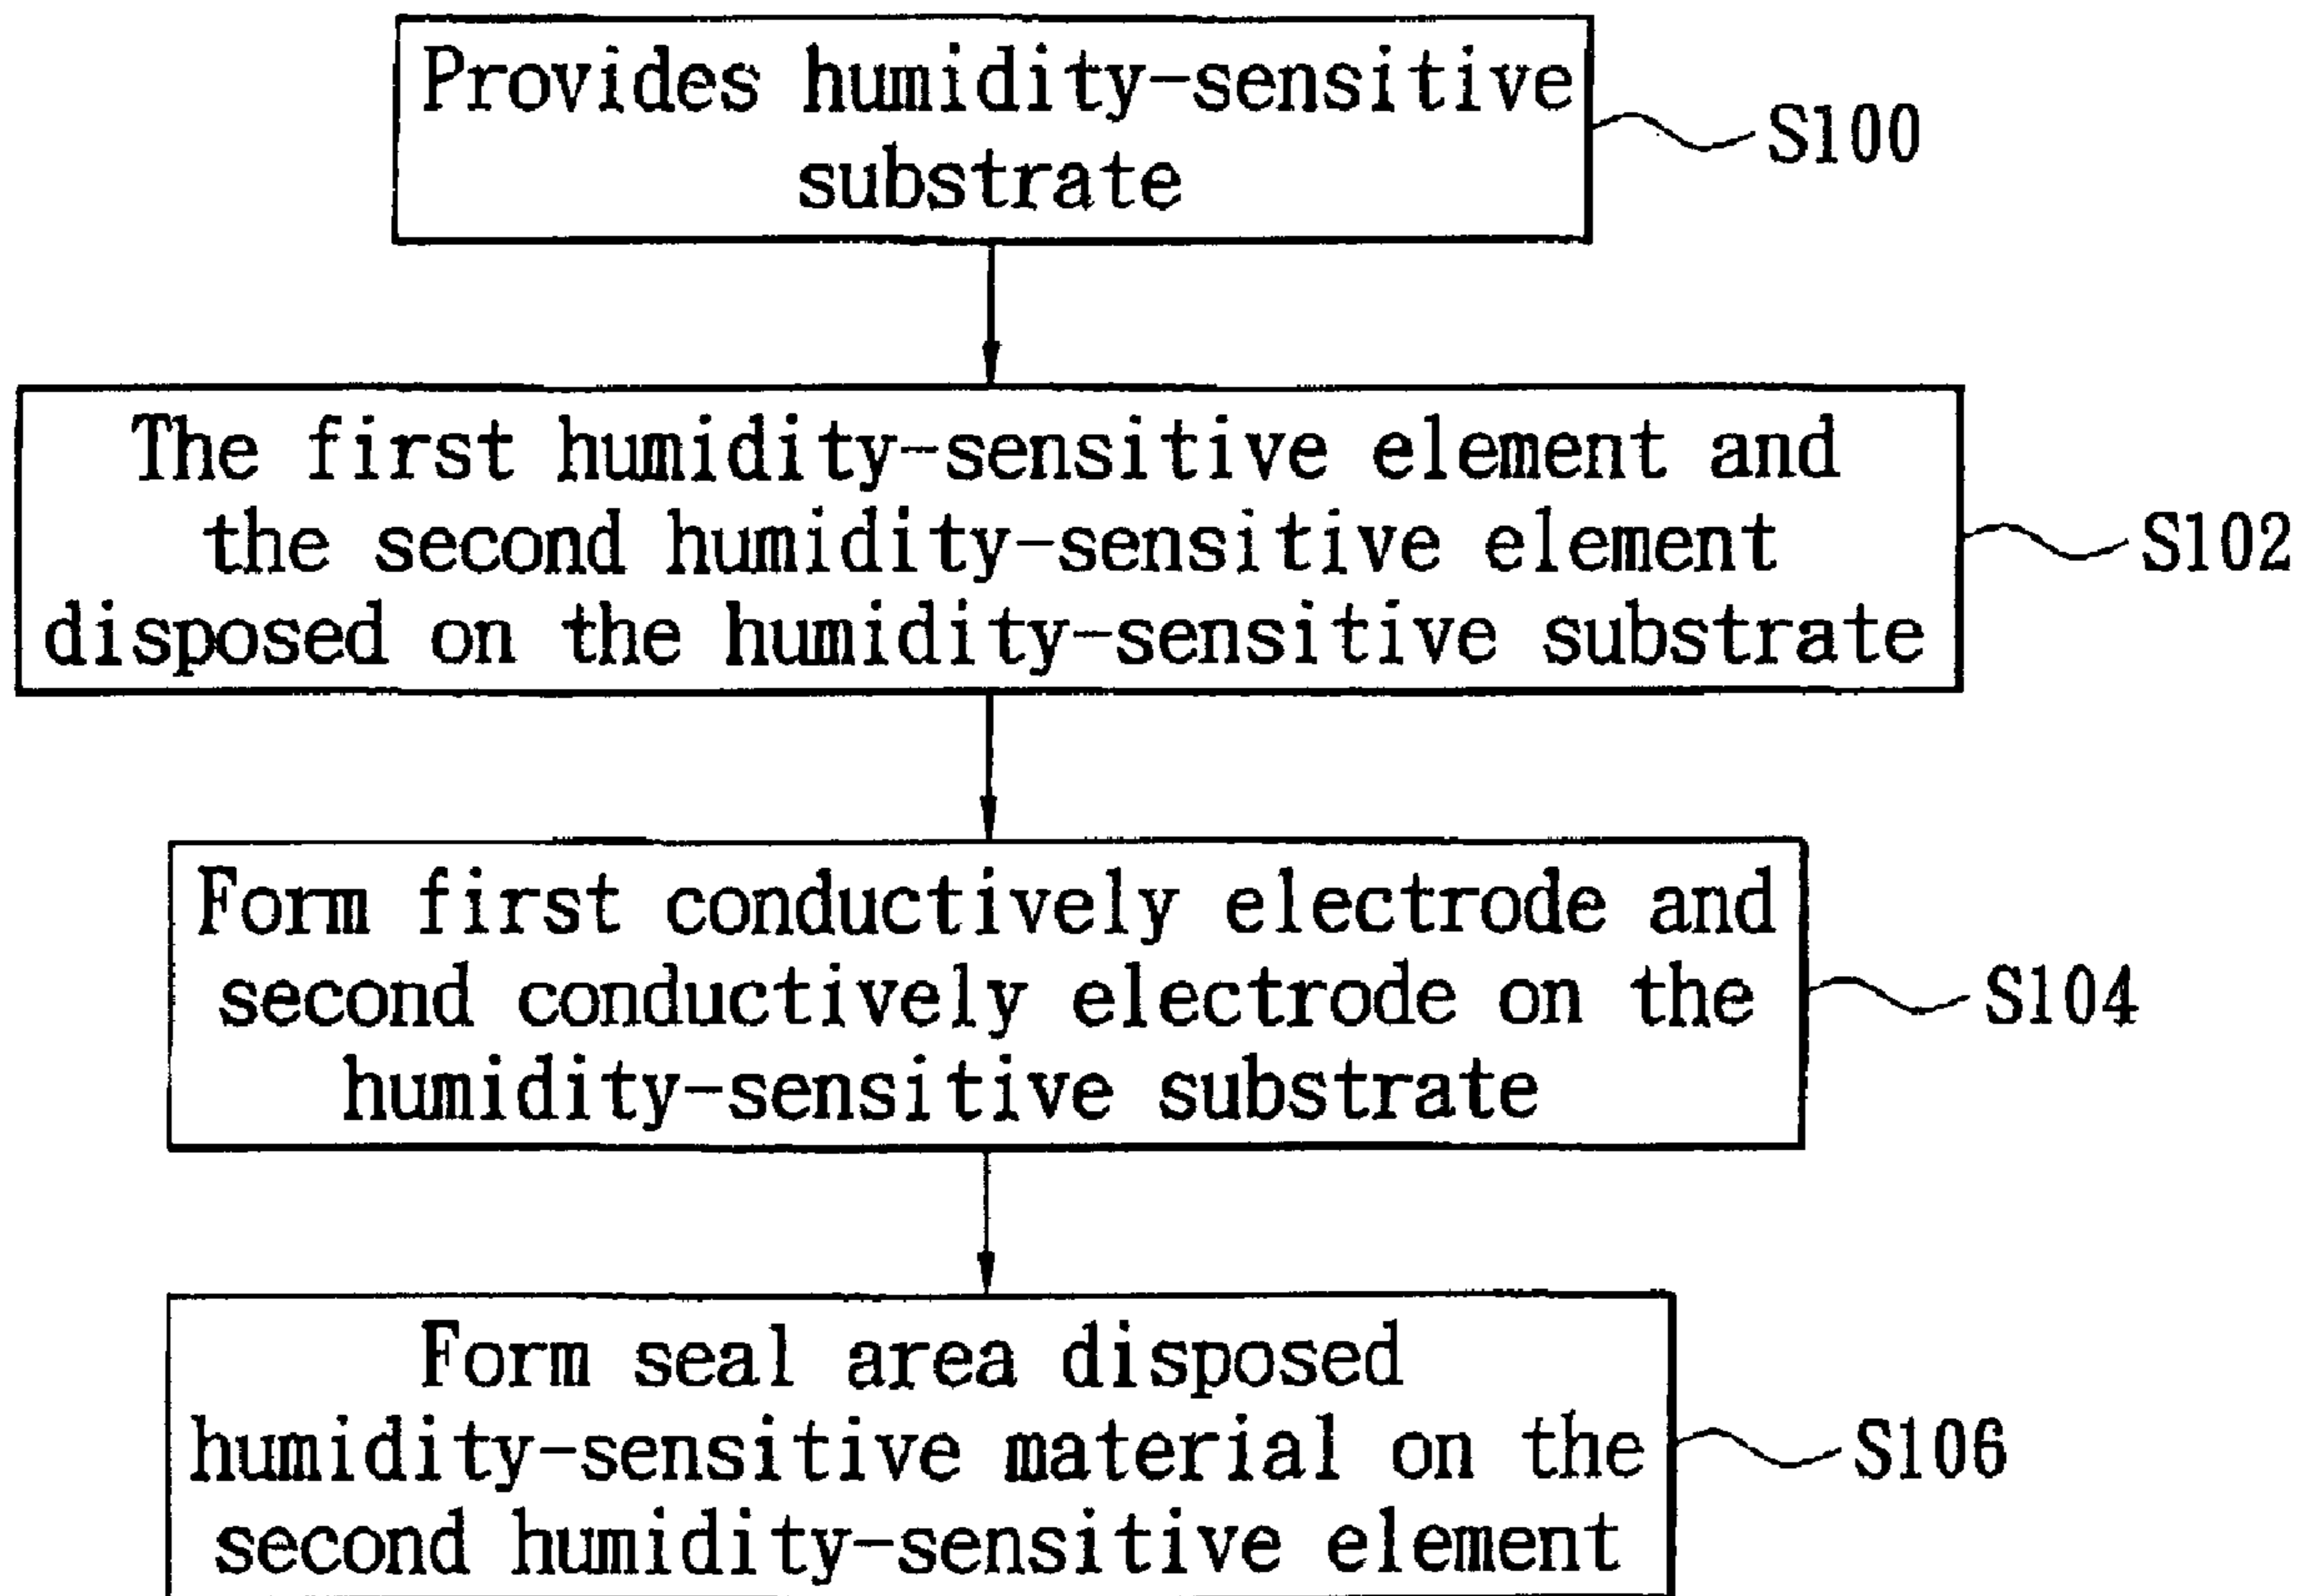 Provides humidity-sensitive
substrate
S100
The first humidity-sensitive element and
the second humidity-sensitive element
disposed on the humidity-sensitive substrate
S102
Form first conductively electrode and
second conductively electrode on the
humidity-sensitive substrate
S104
Form seal area disposed
humidity-sensitive material on the
second humidity-sensitive element
S106